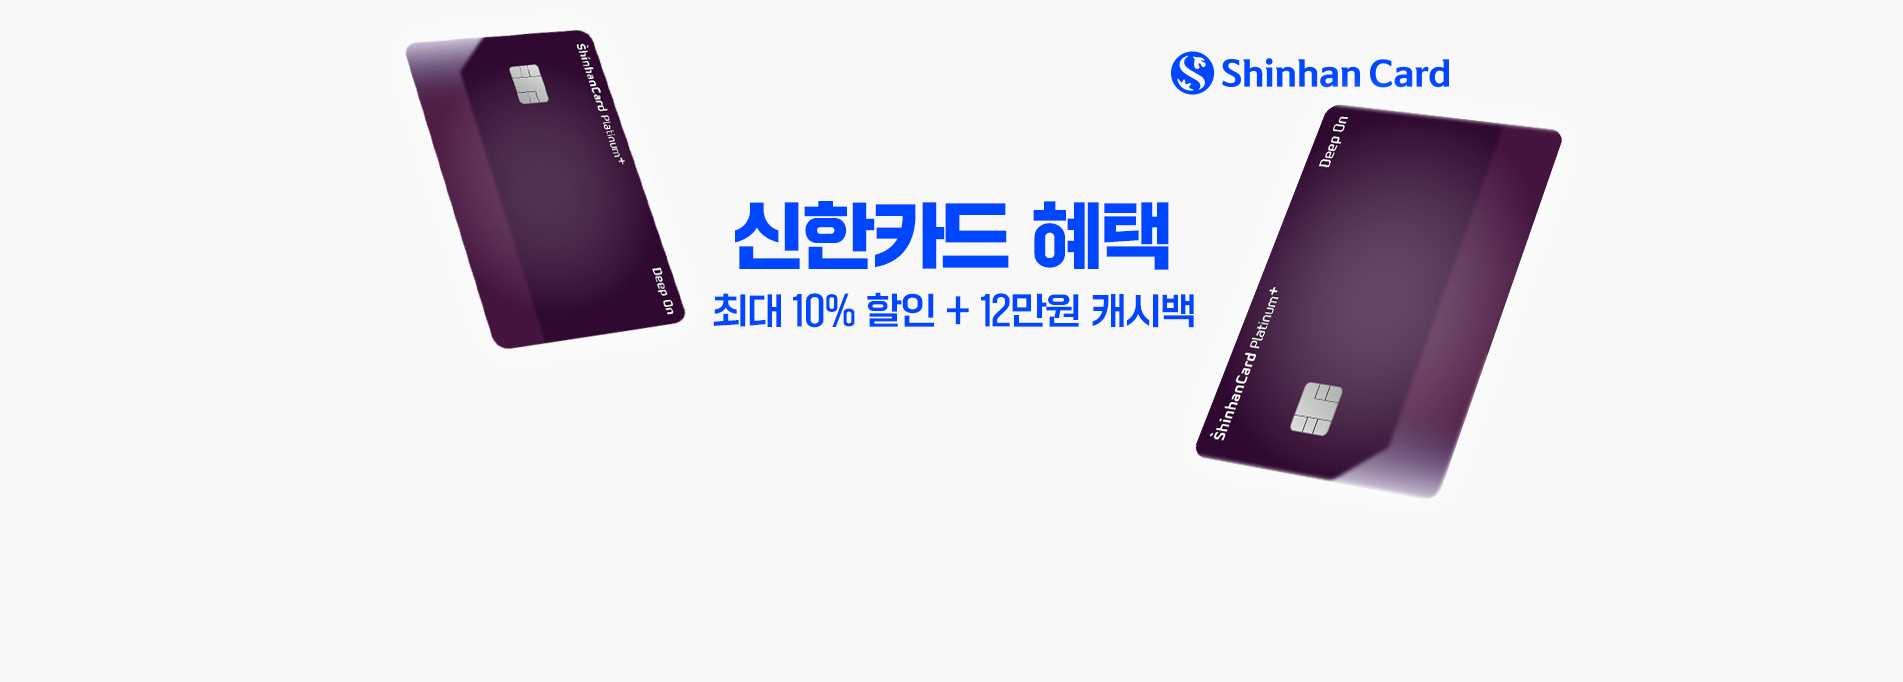 ShinhanCard Platinum+
Deep On
Shinhan Card
신한카드 혜택
최대 10% 할인 + 12만원 캐시백
Deep On
ShinhanCard Platinum+